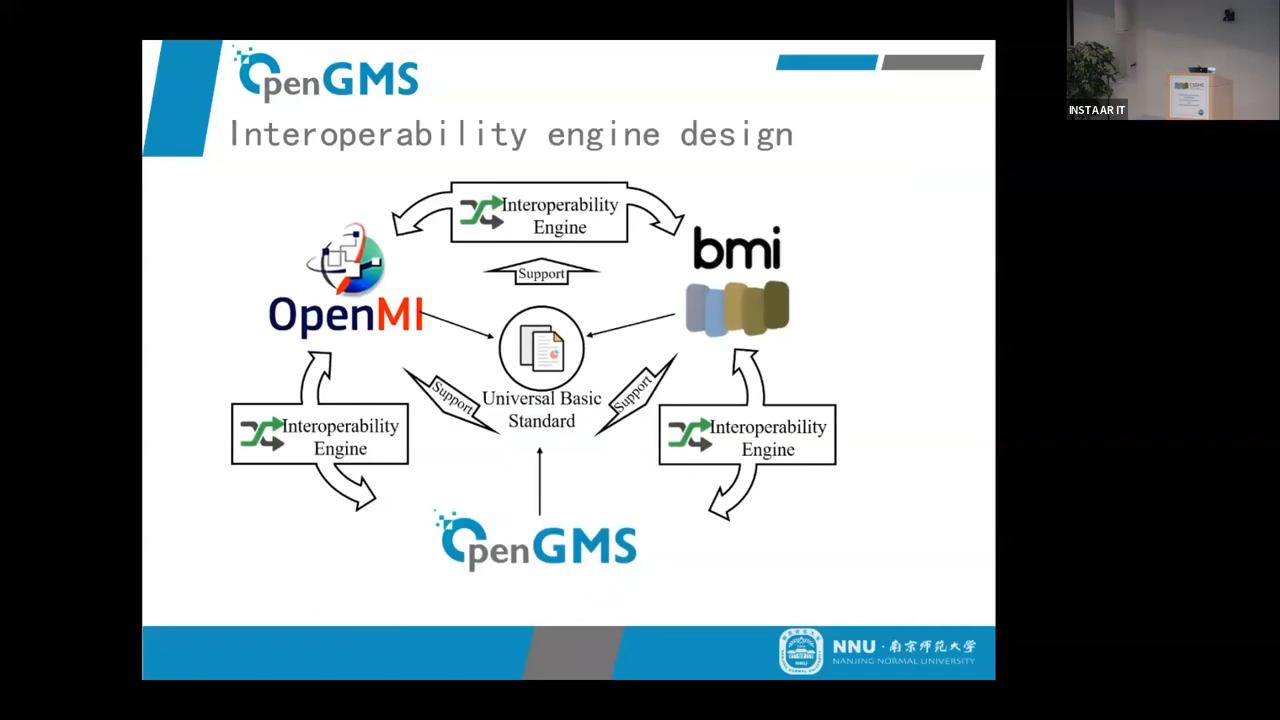 OpenGMS
Interoperability engine design
INSTAAR IT
Interoperability
Engine
Support
OpenMI
bmi
Support
Universal Basic
Standard
Support
Interoperability
Engine
Interoperability
Engine
OpenGMS
NNU · 南京师范大学
NANJING NORMAL UNIVERSITY
NNU